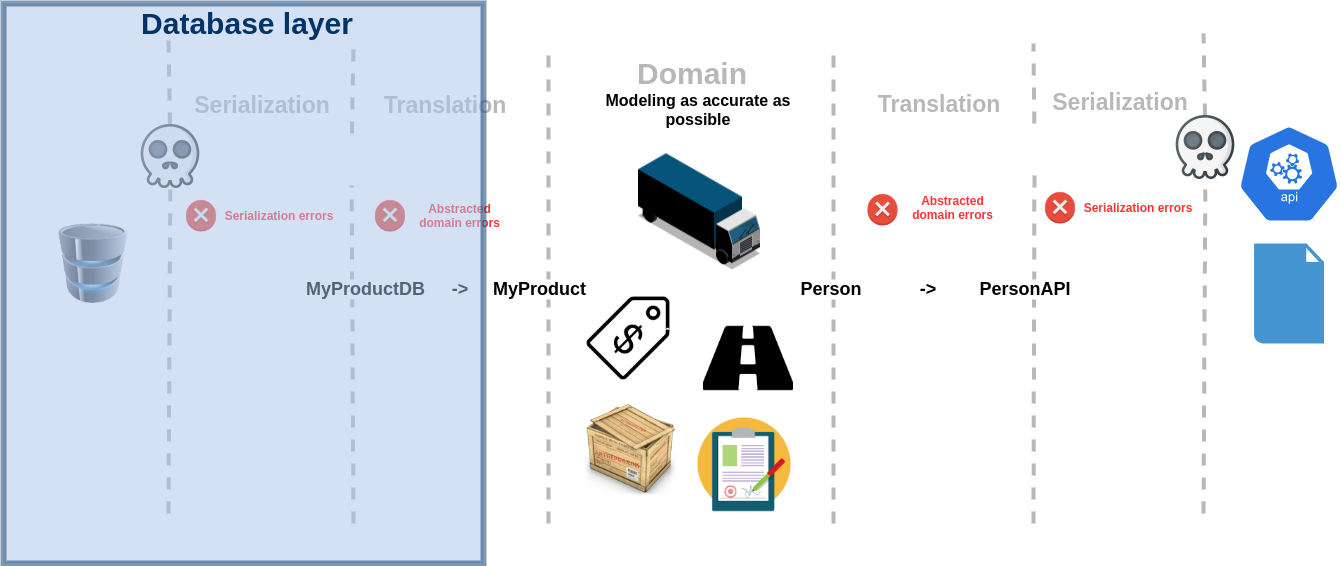 Database layer
Domain
Modeling as accurate as
possible
Serialization
Translation
Translation
Serialization
Serialization errors
Abstracted
domain errors
Abstracted
domain errors
Serialization errors
api
MyProductDB -> MyProduct
Person -> PersonAPI
$